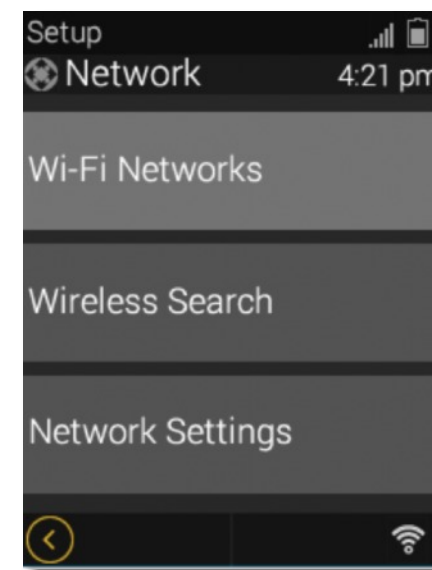 Setup
Network
4:21 pm
Wi-Fi Networks
Wireless Search
Network Settings